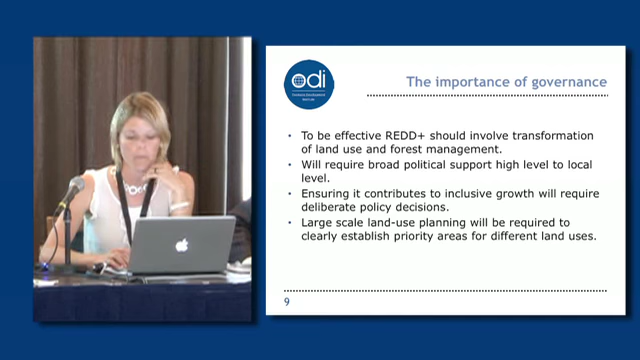 odi
The importance of governance
• To be effective REDD+ should involve transformation
of land use and forest management.
• Will require broad political support high level to local
level.
• Ensuring it contributes to inclusive growth will require
deliberate policy decisions.
• Large scale land-use planning will be required to
clearly establish priority areas for different land uses.
9